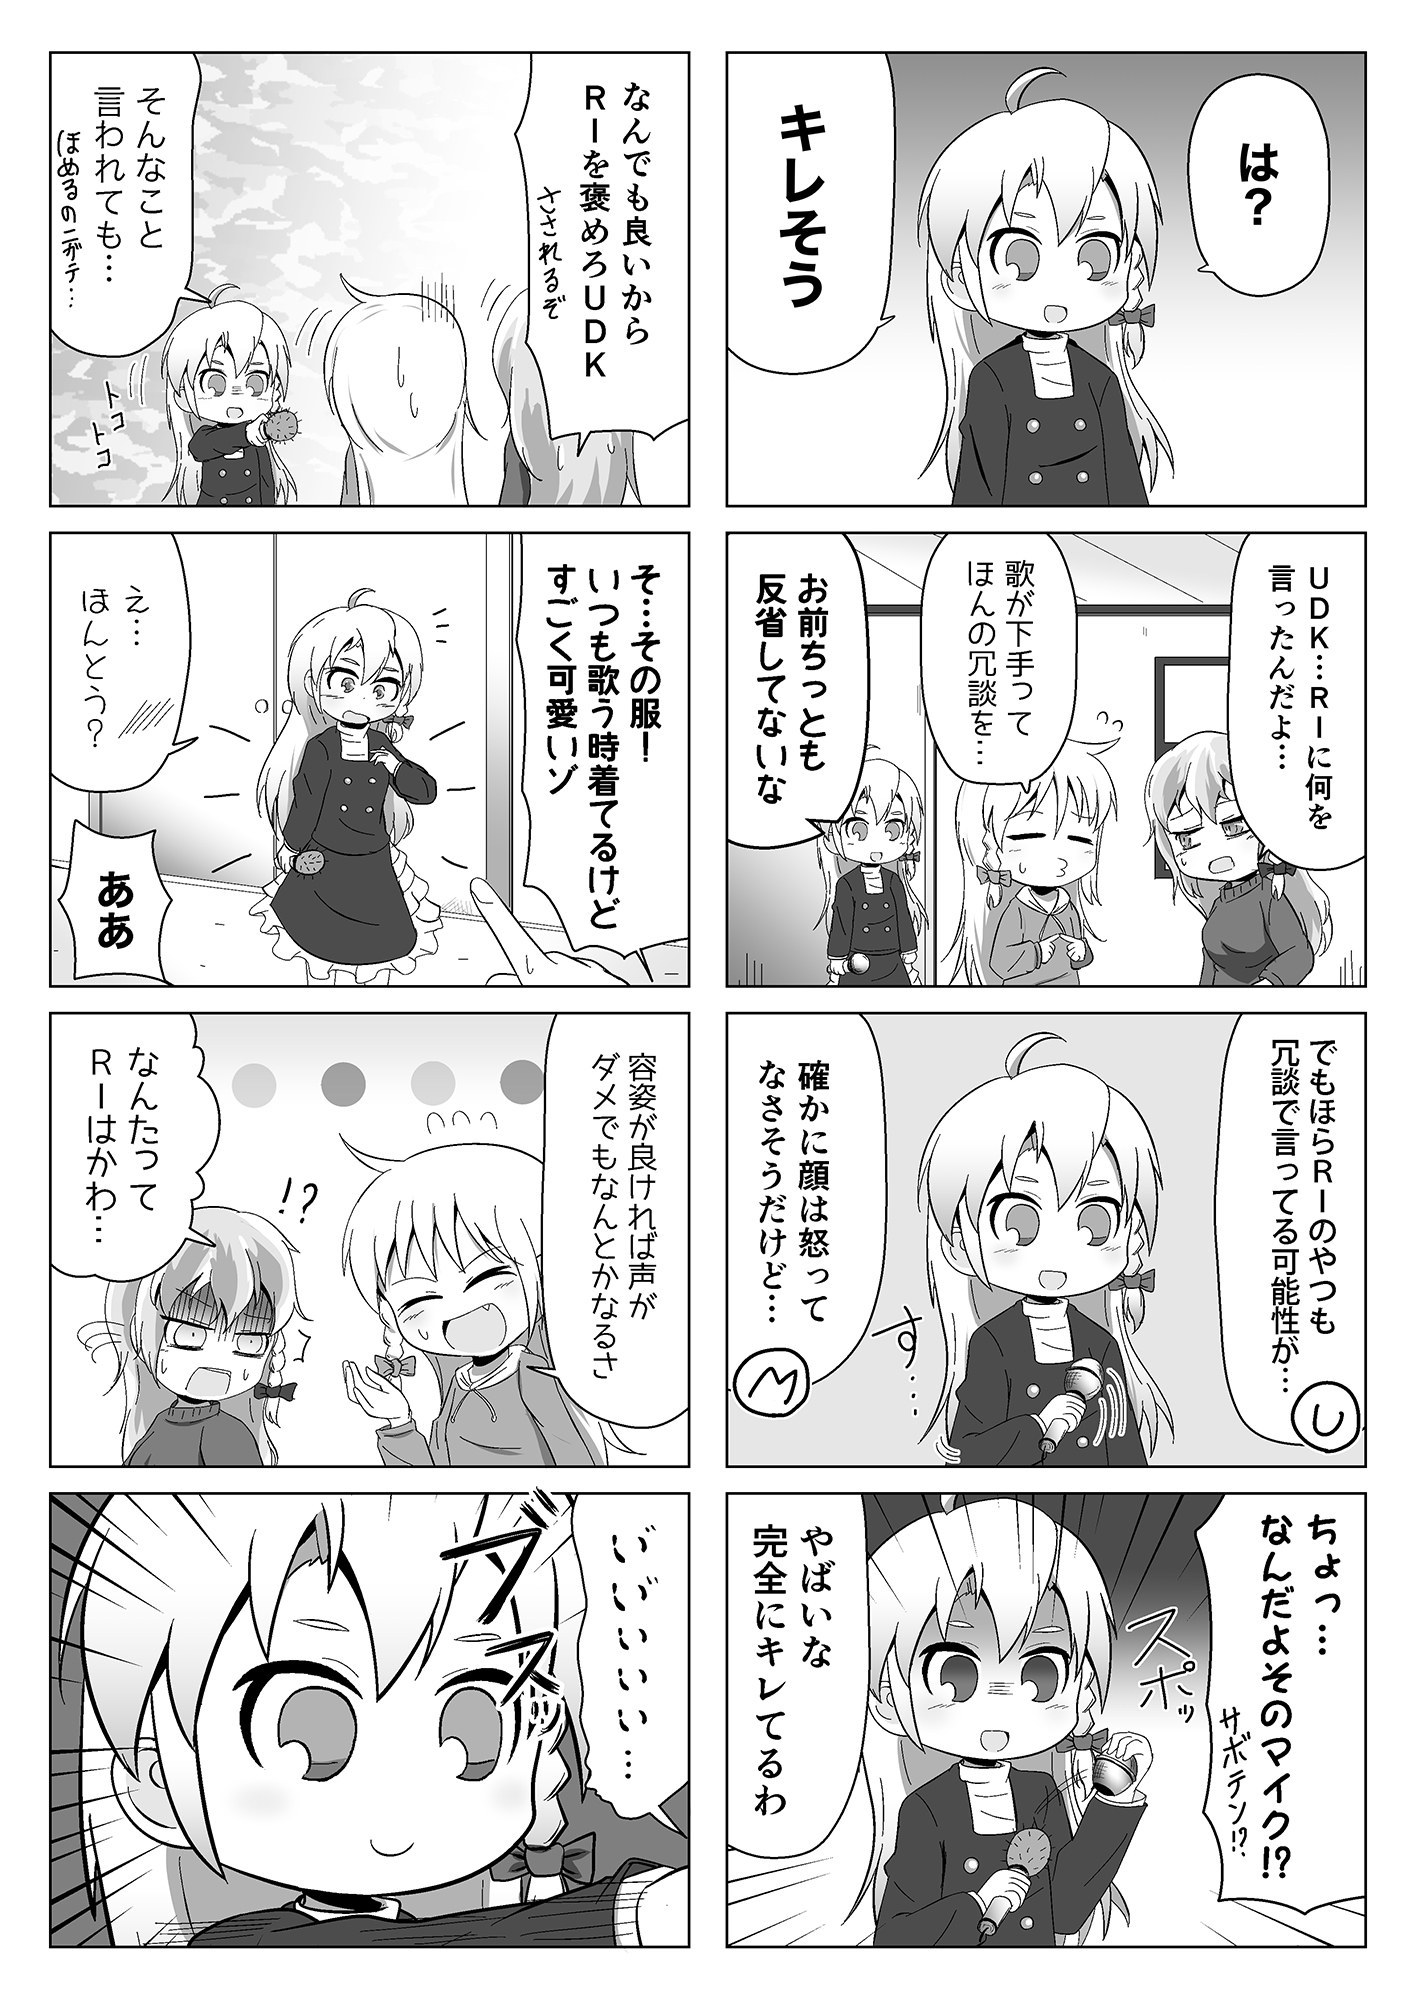 は?
キレそう
UDK…RIに何を
言ったんだよ…
歌が下手って
ほんの冗談を…
お前ちっとも
反省してないな
でもほらRIのやつも
冗談で言ってる可能性が…
U
確かに顔は怒って
なさそうだけど…
M
す…
ちょっ…
なんだよそのマイク!?
サボテン!?
スポッ
やばいな
完全にキレてるわ
なんでも良いから
RIを褒めろUDK
さされるぞ
そんなこと
言われても…
ほめるのニガテ…
トコ
トコ
そ…その服!
いつも歌う時着てるけど
すごく可愛いゾ
え…
ほんとう?
ああ
容姿が良ければ声が
ダメでもなんとかなるさ
!?
なんたって
RIはかわ…
い゛い゛い゛い゛い…